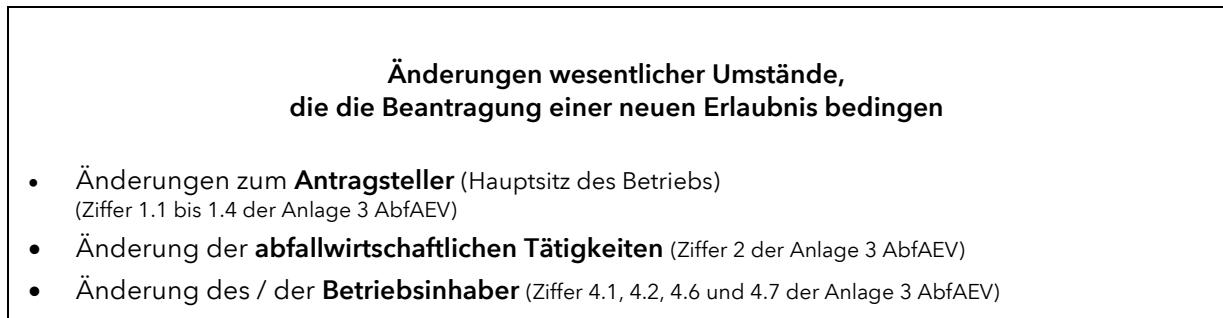 Änderungen wesentlicher Umstände,
die die Beantragung einer neuen Erlaubnis bedingen
• Änderungen zum Antragsteller (Hauptsitz des Betriebs)
(Ziffer 1.1 bis 1.4 der Anlage 3 AbfAEV)
• Änderung der abfallwirtschaftlichen Tätigkeiten (Ziffer 2 der Anlage 3 AbfAEV)
• Änderung des / der Betriebsinhaber (Ziffer 4.1, 4.2, 4.6 und 4.7 der Anlage 3 AbfAEV)